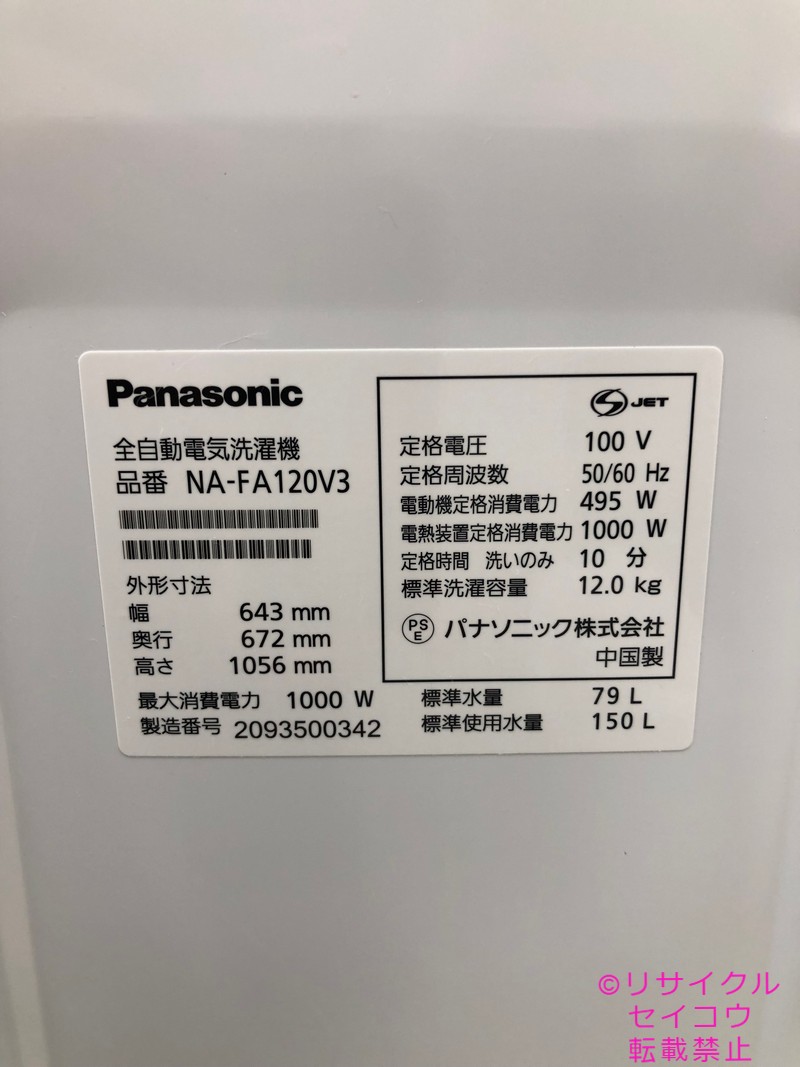 Panasonic
全自動電気洗濯機
品番 NA-FA120V3
外形寸法
幅 643 mm
奥行 672 mm
高さ 1056 mm
最大消費電力 1000 W
製造番号 2093500342
JET
定格電圧 100 V
定格周波数 50/60 Hz
電動機定格消費電力 495 W
電熱装置定格消費電力 1000 W
定格時間 洗いのみ 10 分
標準洗濯容量 12.0 kg
PSE パナソニック株式会社
中国製
標準水量 79 L
標準使用水量 150 L
©リサイクル
セイコウ
転載禁止